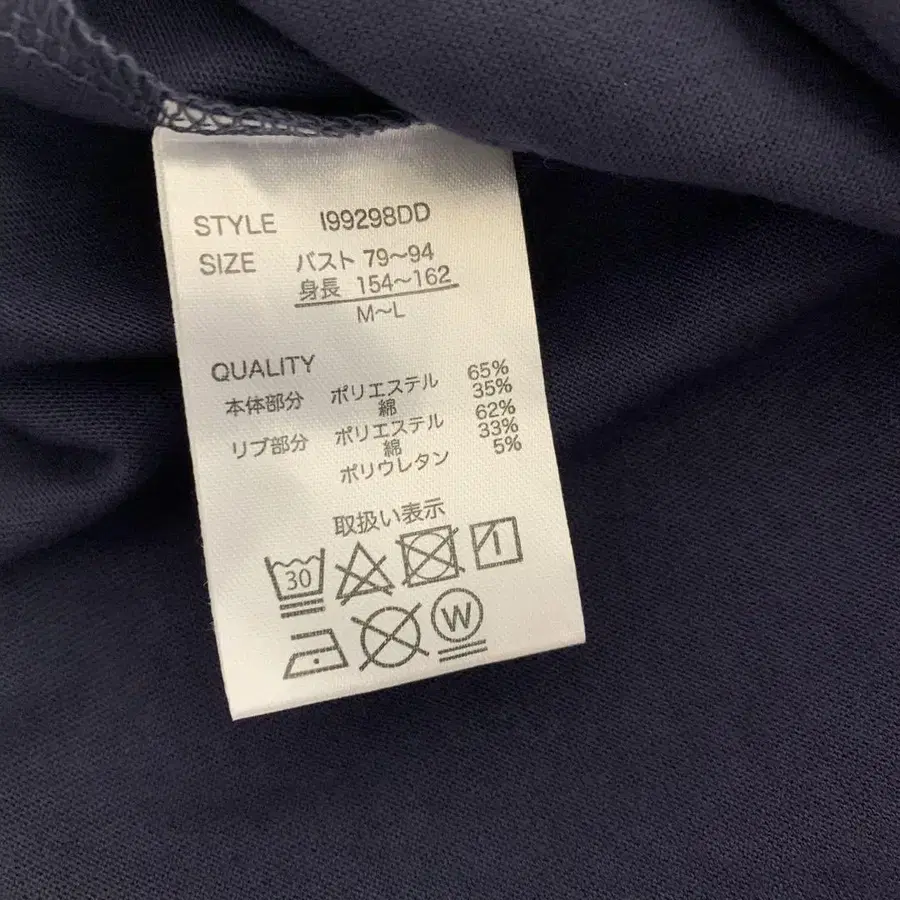 STYLE I99298DD
SIZE バスト 79～94
身長 154～162
M～L
QUALITY
本体部分 ポリエステル 65%
綿 35%
リブ部分 ポリエステル 62%
綿 33%
ポリウレタン 5%
取扱い表示
30
W